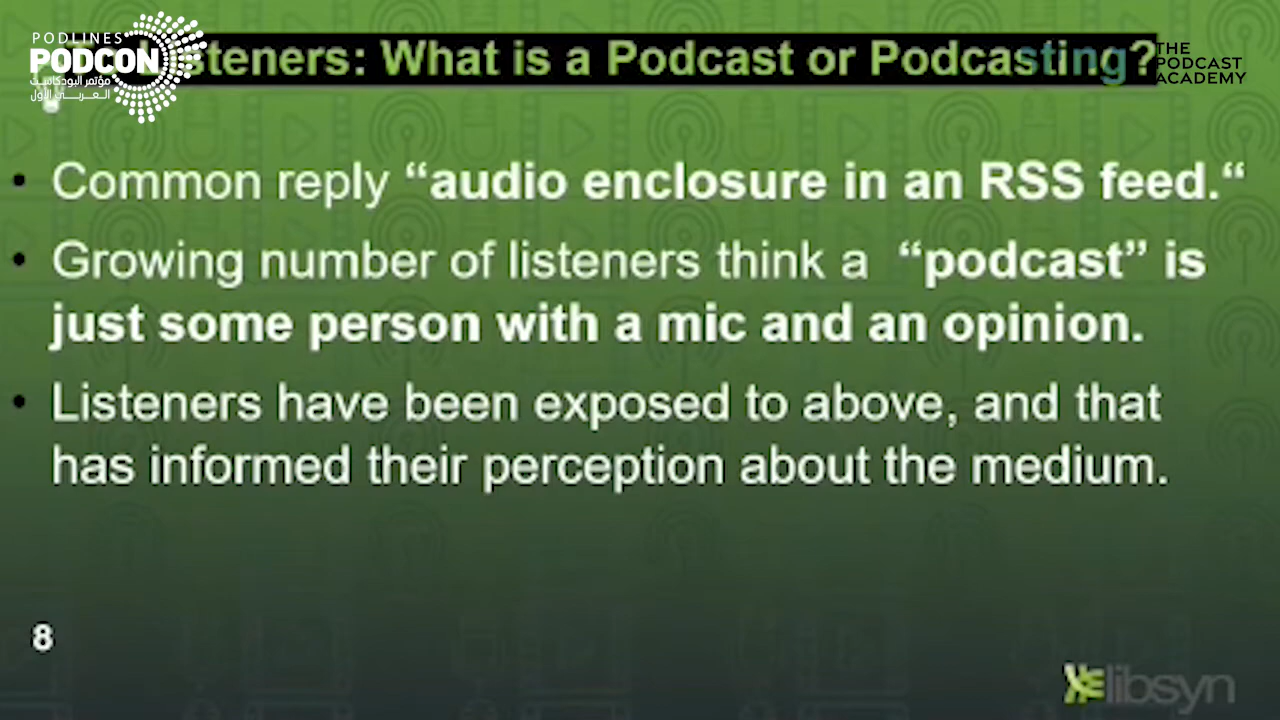 PODLINES
PODCON
مؤتمر البودكاست
العربي الأول
steners: What is a Podcast or Podcasting?
THE
PODCAST
ACADEMY
• Common reply “audio enclosure in an RSS feed.“
• Growing number of listeners think a “podcast” is
just some person with a mic and an opinion.
• Listeners have been exposed to above, and that
has informed their perception about the medium.
8
libsyn